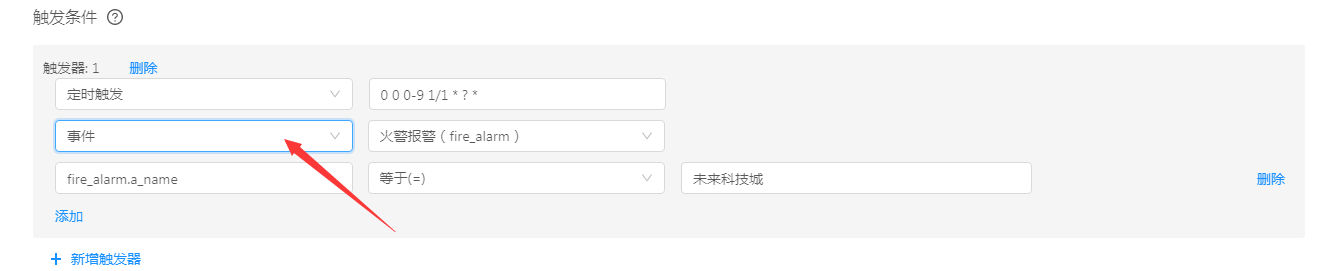 触发条件 ?
触发器: 1 删除
定时触发 0 0 0-9 1/1 * ? *
事件 火警报警（fire_alarm）
fire_alarm.a_name 等于(=) 未来科技城 删除
添加
+ 新增触发器